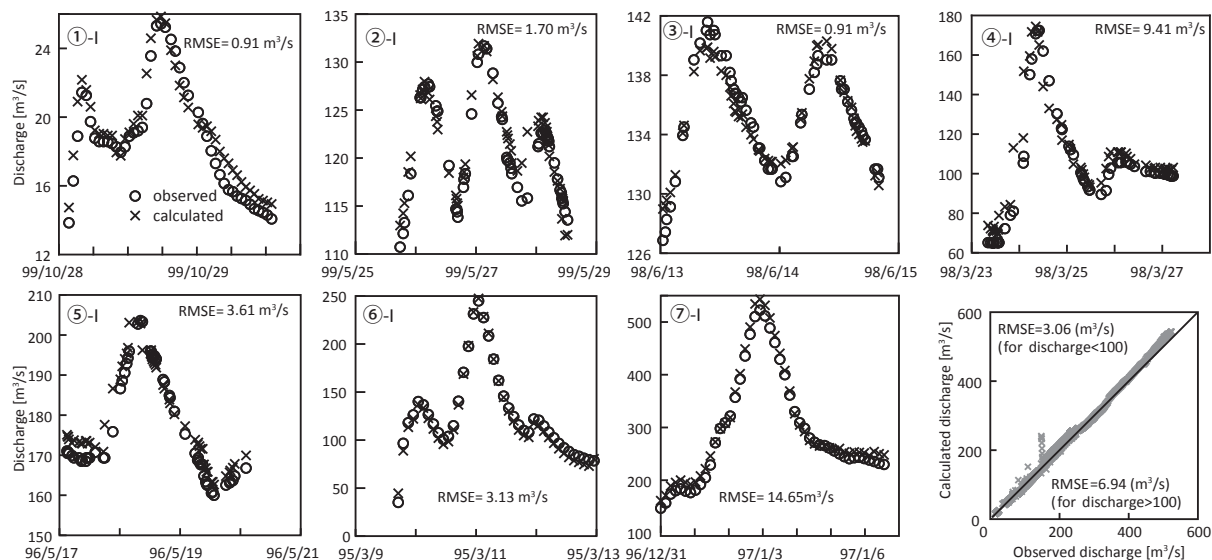 ①-I
RMSE= 0.91 m³/s
26
22
18
14
12
Discharge [m³/s]
observed
calculated
99/10/28
99/10/29
②-I
RMSE= 1.70 m³/s
135
130
125
120
115
110
99/5/25
99/5/27
99/5/29
③-I
RMSE= 0.91 m³/s
142
138
134
131
126
98/6/13
98/6/14
98/6/15
④-I
RMSE= 9.41 m³/s
180
160
140
120
100
80
60
98/3/23
98/3/25
98/3/27
⑤-I
RMSE= 3.61 m³/s
210
200
190
180
170
160
150
Discharge [m³/s]
96/5/17
96/5/19
96/5/21
⑥-I
RMSE= 3.13 m³/s
250
200
150
100
50
0
95/3/9
95/3/11
95/3/13
⑦-I
RMSE= 14.65m³/s
500
400
300
200
100
96/12/31
97/1/3
97/1/6
600
400
200
0
Calculated discharge [m³/s]
RMSE=3.06 (m³/s)
(for discharge<100)
RMSE=6.94 (m³/s)
(for discharge>100)
0
200
400
600
Observed discharge [m³/s]